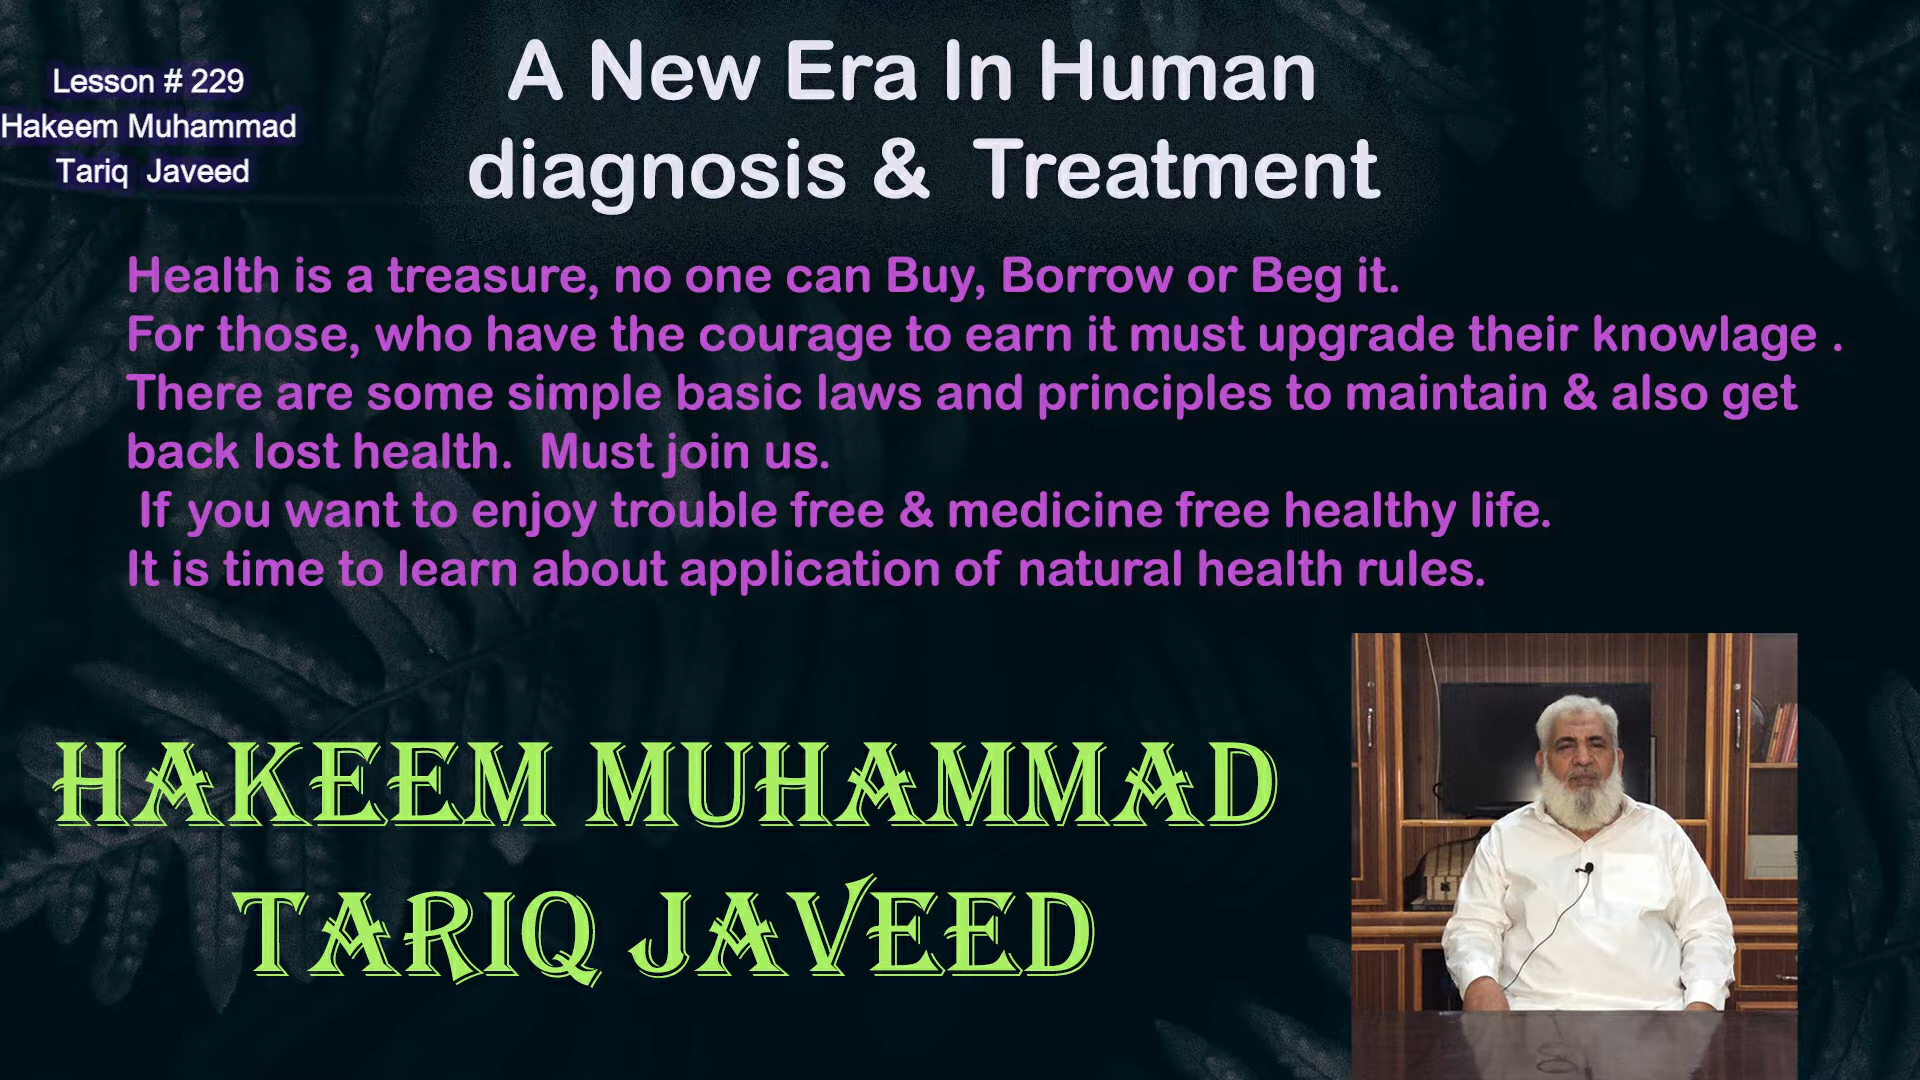 Lesson # 229
Hakeem Muhammad
Tariq Javeed
A New Era In Human
diagnosis & Treatment
Health is a treasure, no one can Buy, Borrow or Beg it.
For those, who have the courage to earn it must upgrade their knowlage .
There are some simple basic laws and principles to maintain & also get
back lost health. Must join us.
If you want to enjoy trouble free & medicine free healthy life.
It is time to learn about application of natural health rules.
HAKEEM MUHAMMAD
TARIQ JAVEED